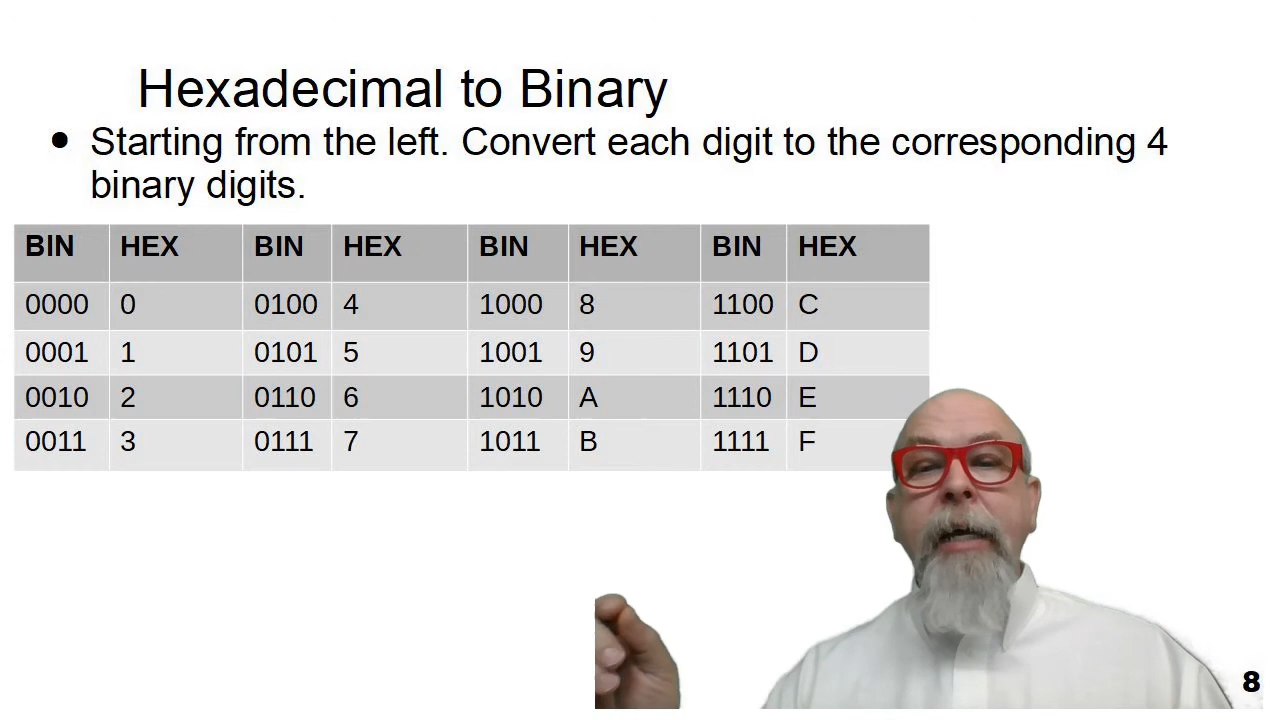 Hexadecimal to Binary
● Starting from the left. Convert each digit to the corresponding 4
binary digits.
BIN HEX BIN HEX BIN HEX BIN HEX
0000 0 0100 4 1000 8 1100 C
0001 1 0101 5 1001 9 1101 D
0010 2 0110 6 1010 A 1110 E
0011 3 0111 7 1011 B 1111 F
8